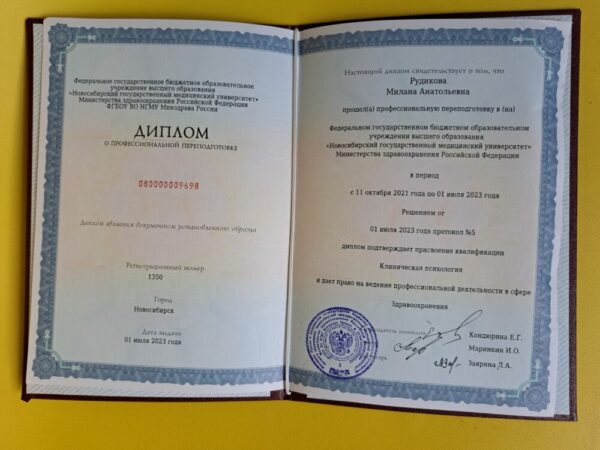 Федеральное государственное бюджетное образовательное
учреждение высшего образования
«Новосибирский государственный медицинский университет»
Министерства здравоохранения Российской Федерации
ФГБОУ ВО НГМУ Минздрава России
ДИПЛОМ
О ПРОФЕССИОНАЛЬНОЙ ПЕРЕПОДГОТОВКЕ
080000009698
Диплом является документом установленного образца
Регистрационный номер
1350
Город
Новосибирск
Дата выдачи
01 июля 2023 года
Настоящий диплом свидетельствует о том, что
Рудикова
Милана Анатольевна
прошел(а) профессиональную переподготовку в (на)
Федеральном государственном бюджетном образовательном
учреждении высшего образования
«Новосибирский государственный медицинский университет»
Министерства здравоохранения Российской Федерации
в период
с 11 октября 2021 года по 01 июля 2023 года
Решением от
01 июля 2023 года протокол №5
диплом подтверждает присвоение квалификации
Клиническая психология
и дает право на ведение профессиональной деятельности в сфере
Здравоохранения
Кондюрина Е.Г.
Маринкин И.О.
Заярина Л.А.